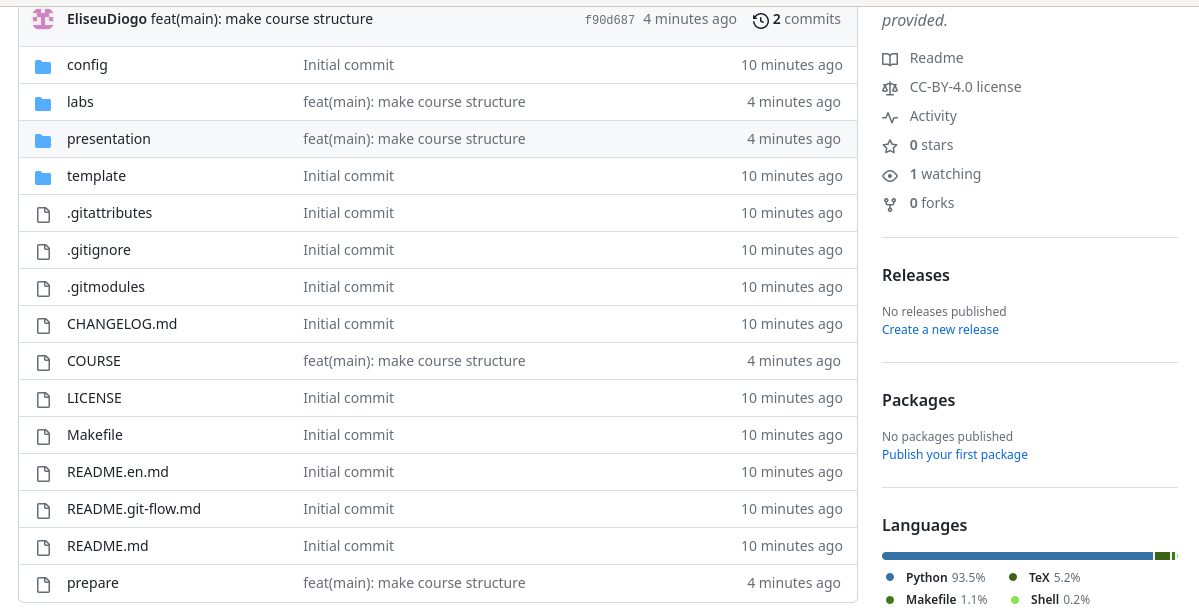 EliseuDiogo feat(main): make course structure f90d687 4 minutes ago 2 commits
config Initial commit 10 minutes ago
labs feat(main): make course structure 4 minutes ago
presentation feat(main): make course structure 4 minutes ago
template Initial commit 10 minutes ago
.gitattributes Initial commit 10 minutes ago
.gitignore Initial commit 10 minutes ago
.gitmodules Initial commit 10 minutes ago
CHANGELOG.md Initial commit 10 minutes ago
COURSE feat(main): make course structure 4 minutes ago
LICENSE Initial commit 10 minutes ago
Makefile Initial commit 10 minutes ago
README.en.md Initial commit 10 minutes ago
README.git-flow.md Initial commit 10 minutes ago
README.md Initial commit 10 minutes ago
prepare feat(main): make course structure 4 minutes ago
provided.
Readme
CC-BY-4.0 license
Activity
0 stars
1 watching
0 forks
Releases
No releases published
Create a new release
Packages
No packages published
Publish your first package
Languages
Python 93.5% TeX 5.2%
Makefile 1.1% Shell 0.2%